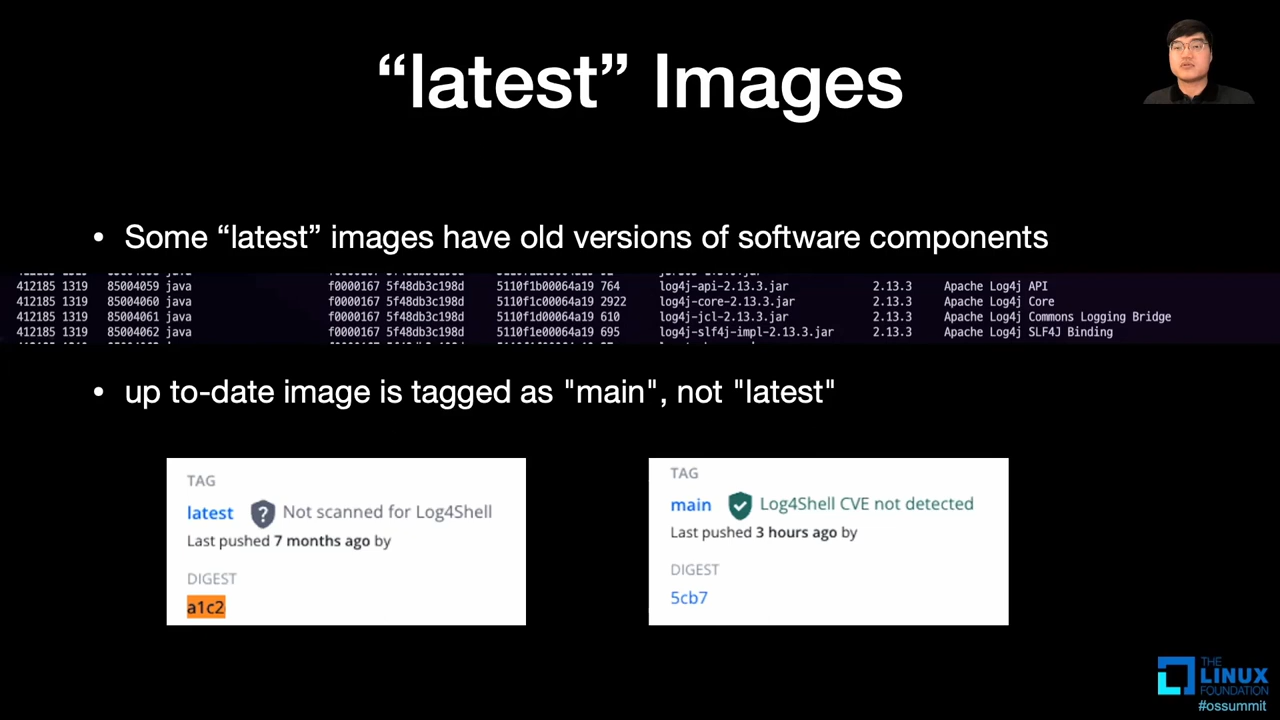 “latest” Images
• Some “latest” images have old versions of software components
412185 1319 85004059 java f0000167 5f48db3c198d 5110f1b00064a19 764 log4j-api-2.13.3.jar 2.13.3 Apache Log4j API
412185 1319 85004060 java f0000167 5f48db3c198d 5110f1c00064a19 2922 log4j-core-2.13.3.jar 2.13.3 Apache Log4j Core
412185 1319 85004061 java f0000167 5f48db3c198d 5110f1d00064a19 610 log4j-jcl-2.13.3.jar 2.13.3 Apache Log4j Commons Logging Bridge
412185 1319 85004062 java f0000167 5f48db3c198d 5110f1e00064a19 695 log4j-slf4j-impl-2.13.3.jar 2.13.3 Apache Log4j SLF4J Binding
• up to-date image is tagged as "main", not "latest"
TAG
latest Not scanned for Log4Shell
Last pushed 7 months ago by
DIGEST
a1c2
TAG
main Log4Shell CVE not detected
Last pushed 3 hours ago by
DIGEST
5cb7
THE
LINUX
FOUNDATION
#ossummit